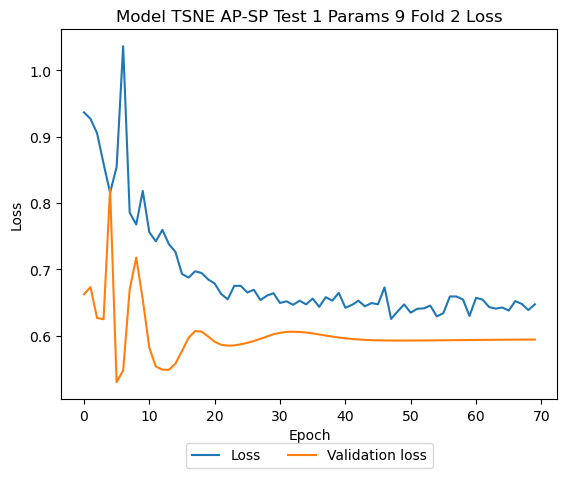 Model TSNE AP-SP Test 1 Params 9 Fold 2 Loss
1.0
0.9
0.8
0.7
0.6
Loss
0 10 20 30 40 50 60 70
Epoch
Loss Validation loss